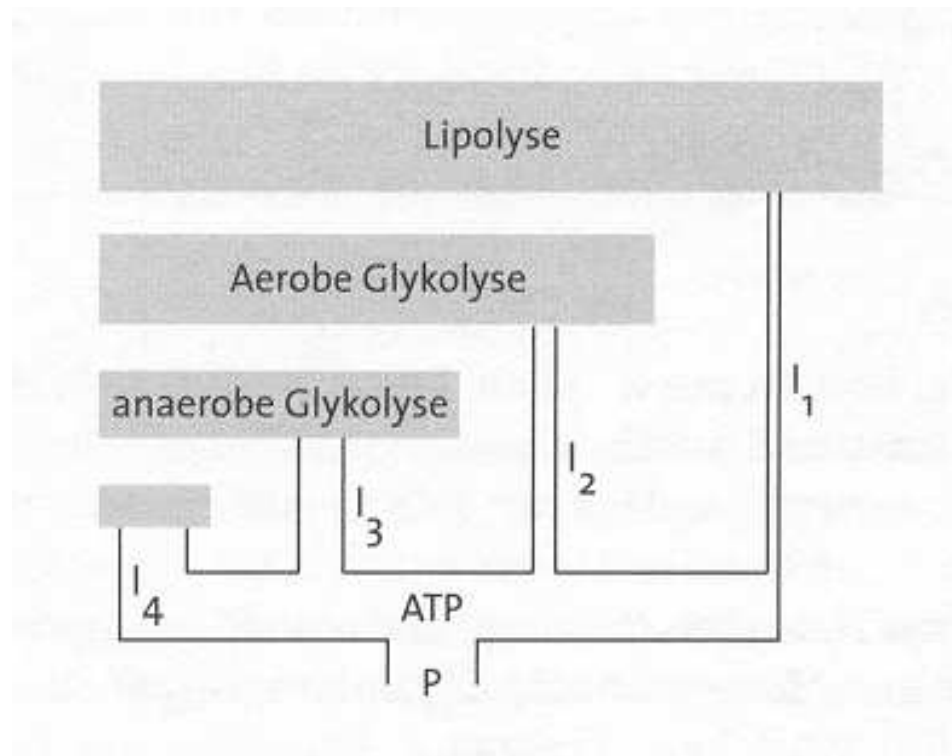 Lipolyse
Aerobe Glykolyse
anaerobe Glykolyse
I₁
I₂
I₃
I₄
ATP
P